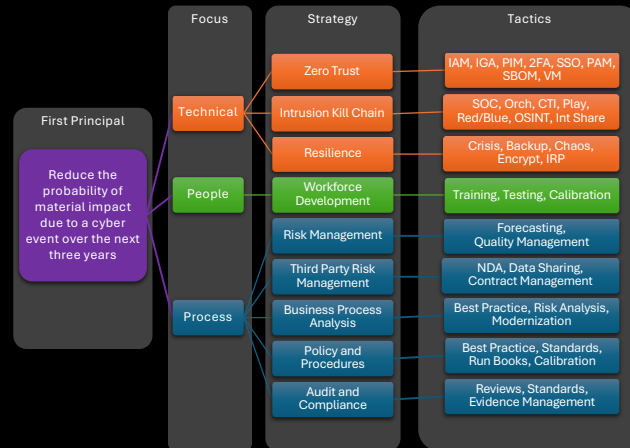 Focus
Strategy
Tactics
First Principal
Reduce the
probability of
material impact
due to a cyber
event over the next
three years
Technical
Zero Trust
IAM, IGA, PIM, 2FA, SSO, PAM,
SBOM, VM
Intrusion Kill Chain
SOC, Orch, CTI, Play,
Red/Blue, OSINT, Int Share
Resilience
Crisis, Backup, Chaos,
Encrypt, IRP
People
Workforce
Development
Training, Testing, Calibration
Process
Risk Management
Forecasting,
Quality Management
Third Party Risk
Management
NDA, Data Sharing,
Contract Management
Business Process
Analysis
Best Practice, Risk Analysis,
Modernization
Policy and
Procedures
Best Practice, Standards,
Run Books, Calibration
Audit and
Compliance
Reviews, Standards,
Evidence Management